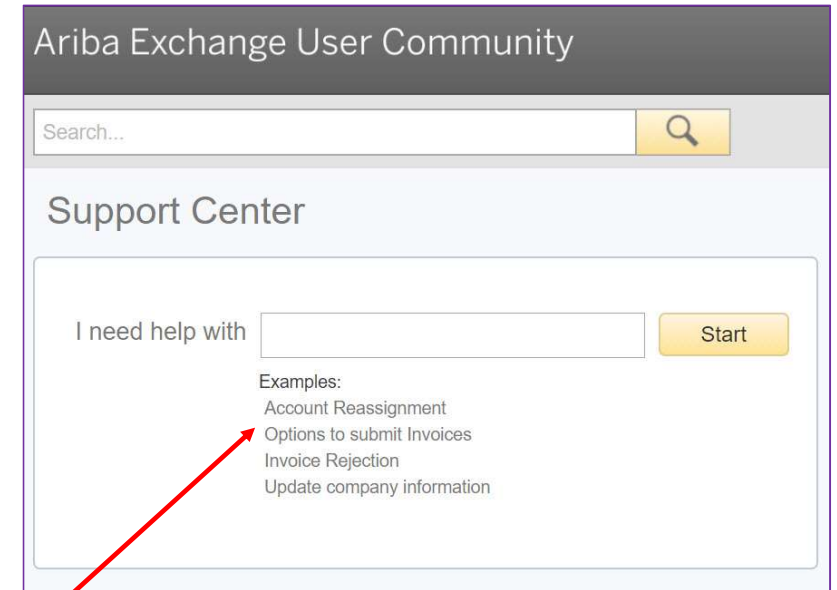 Ariba Exchange User Community
Search...
Support Center
I need help with
Start
Examples:
Account Reassignment
Options to submit Invoices
Invoice Rejection
Update company information